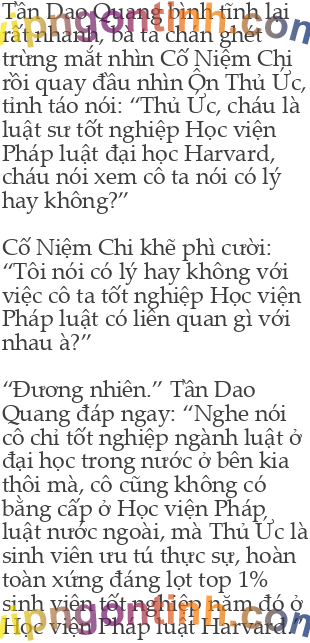 Tần Dao Quang bình tĩnh lại
rất nhanh, bà ta chán ghét
trừng mắt nhìn Cố Niệm Chi
rồi quay đầu nhìn Ôn Thủ Ức,
tỉnh táo nói: “Thủ Ức, cháu là
luật sư tốt nghiệp Học viện
Pháp luật đại học Harvard,
cháu nói xem cô ta nói có lý
hay không?”
Cố Niệm Chi khẽ phì cười:
“Tôi nói có lý hay không với
việc cô ta tốt nghiệp Học viện
Pháp luật có liên quan gì với
nhau à?”
“Đương nhiên.” Tần Dao
Quang đáp ngay: “Nghe nói
cô chỉ tốt nghiệp ngành luật ở
đại học trong nước ở bên kia
thôi mà, cô cũng không có
bằng cấp ở Học viện Pháp
luật nước ngoài, mà Thủ Ức là
sinh viên ưu tú thực sự, hoàn
toàn xứng đáng lọt top 1%
sinh viên tốt nghiệp năm đó ở
Học viện Pháp luật Harvard.”
vipngontinh.com
vipngontinh.com